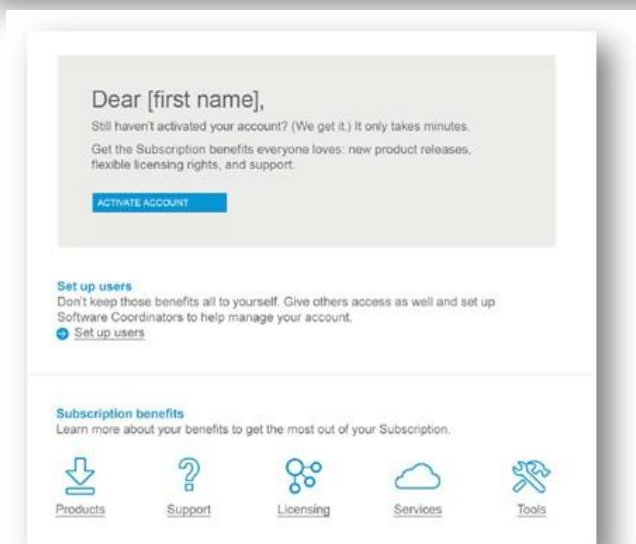 Dear [first name],
Still haven't activated your account? (We get it.) It only takes minutes.
Get the Subscription benefits everyone loves: new product releases,
flexible licensing rights, and support.
ACTIVATE ACCOUNT
Set up users
Don't keep those benefits all to yourself. Give others access as well and set up
Software Coordinators to help manage your account.
Set up users
Subscription benefits
Learn more about your benefits to get the most out of your Subscription.
Products Support Licensing Services Tools